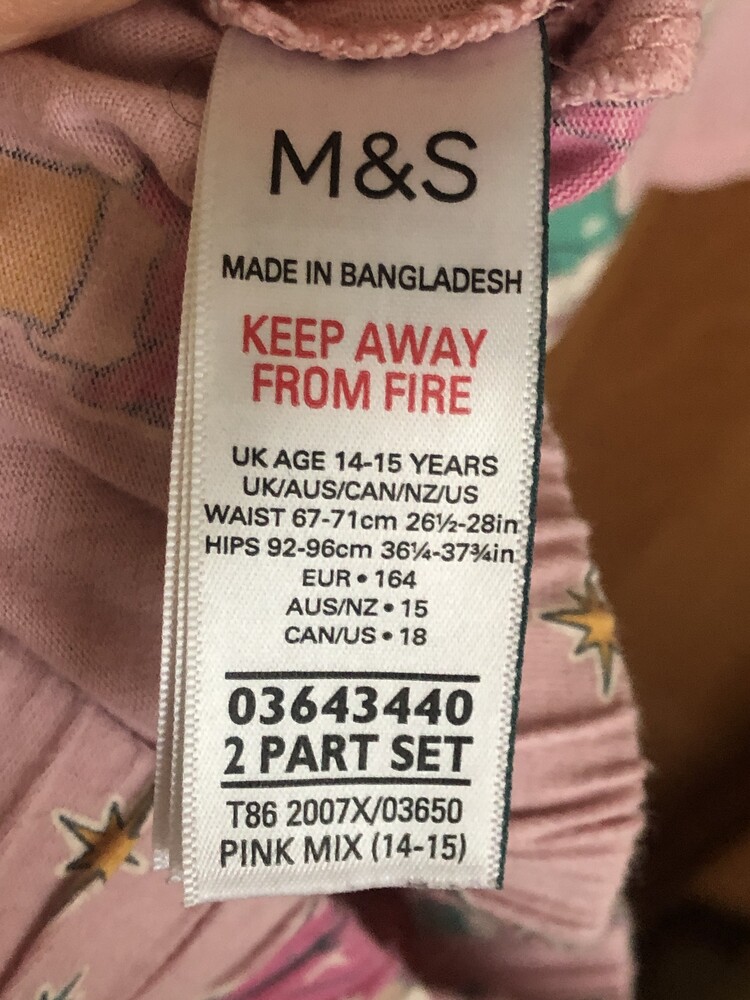 M&S
MADE IN BANGLADESH
KEEP AWAY
FROM FIRE
UK AGE 14-15 YEARS
UK/AUS/CAN/NZ/US
WAIST 67-71cm 26½-28in
HIPS 92-96cm 36¼-37¾in
EUR • 164
AUS/NZ • 15
CAN/US • 18
03643440
2 PART SET
T86 2007X/03650
PINK MIX (14-15)